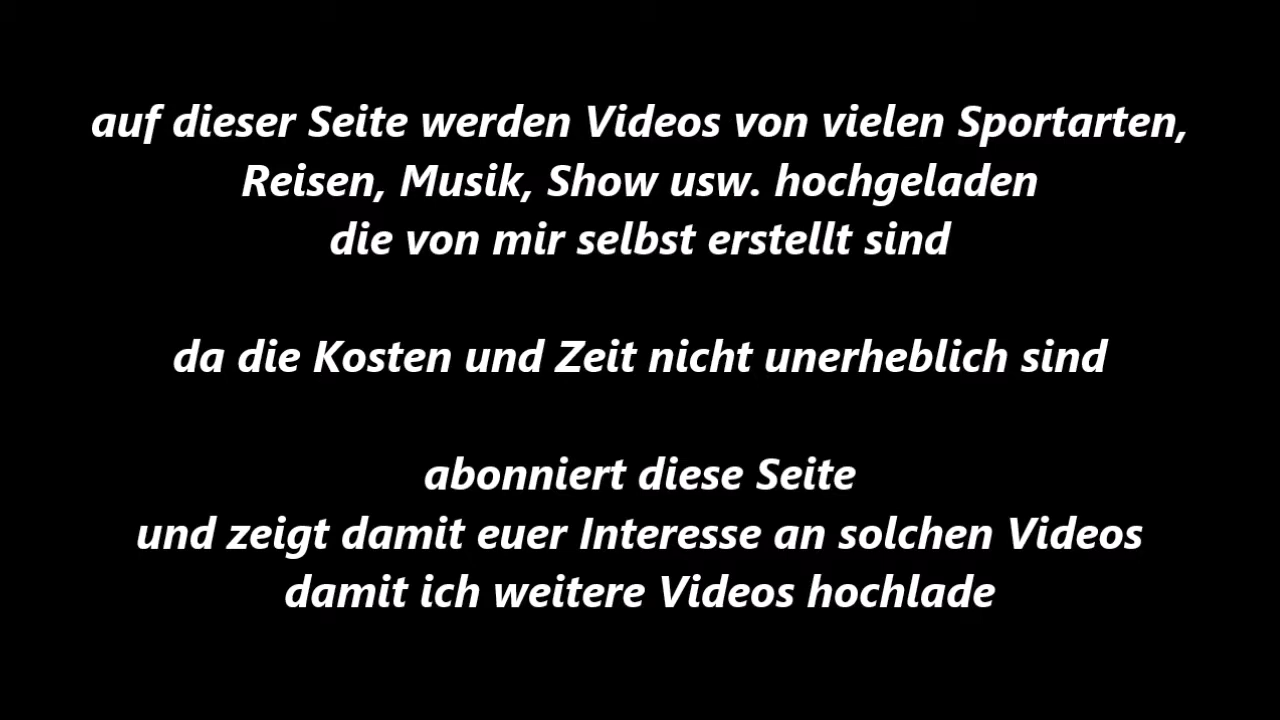 auf dieser Seite werden Videos von vielen Sportarten,
Reisen, Musik, Show usw. hochgeladen
die von mir selbst erstellt sind
da die Kosten und Zeit nicht unerheblich sind
abonniert diese Seite
und zeigt damit euer Interesse an solchen Videos
damit ich weitere Videos hochlade